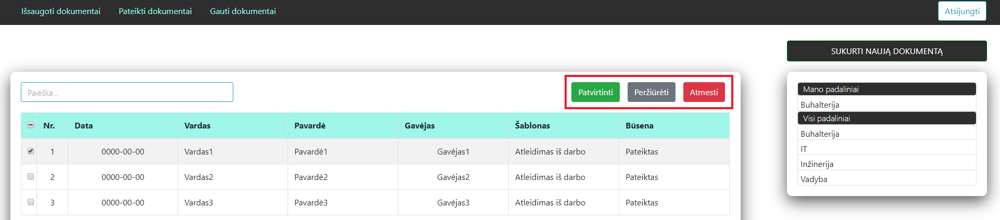 Išsaugoti dokumentai Pateikti dokumentai Gauti dokumentai Atsijungti
SUKURTI NAUJĄ DOKUMENTĄ
Paieška... Patvirtinti Peržiūrėti Atmesti
Nr. Data Vardas Pavardė Gavėjas Šablonas Būsena
1 0000-00-00 Vardas1 Pavardė1 Gavėjas1 Atleidimas iš darbo Pateiktas
2 0000-00-00 Vardas2 Pavardė2 Gavėjas2 Atleidimas iš darbo Pateiktas
3 0000-00-00 Vardas3 Pavardė3 Gavėjas3 Atleidimas iš darbo Pateiktas
Mano padaliniai
Buhalterija
Visi padaliniai
Buhalterija
IT
Inžinerija
Vadyba